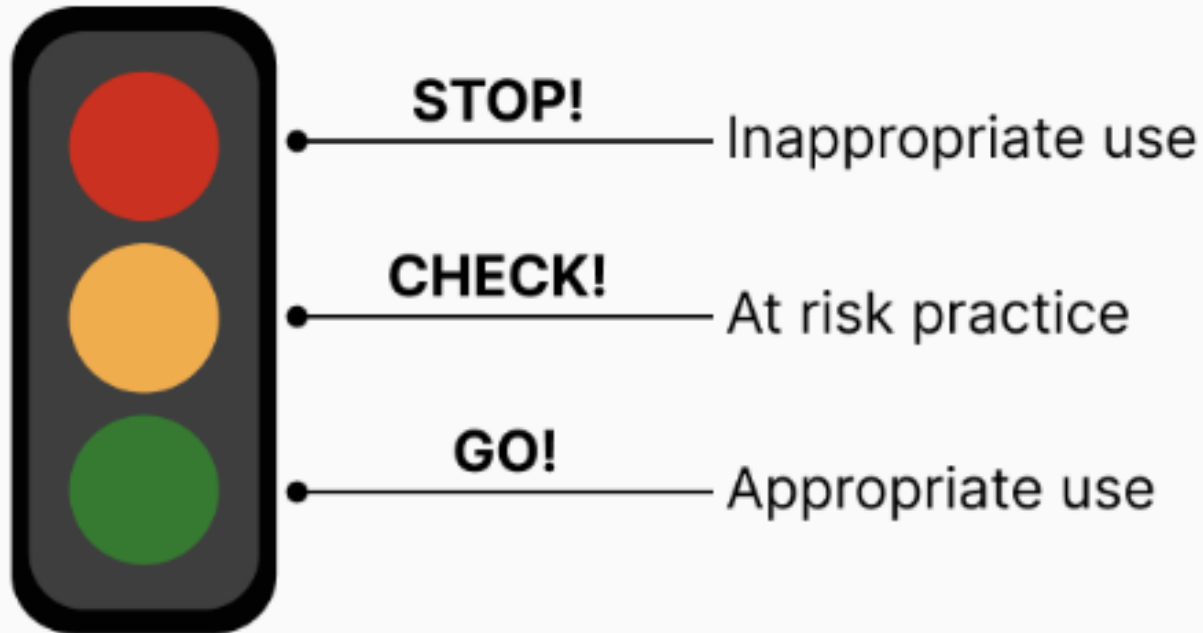 STOP!
Inappropriate use
CHECK!
At risk practice
GO!
Appropriate use